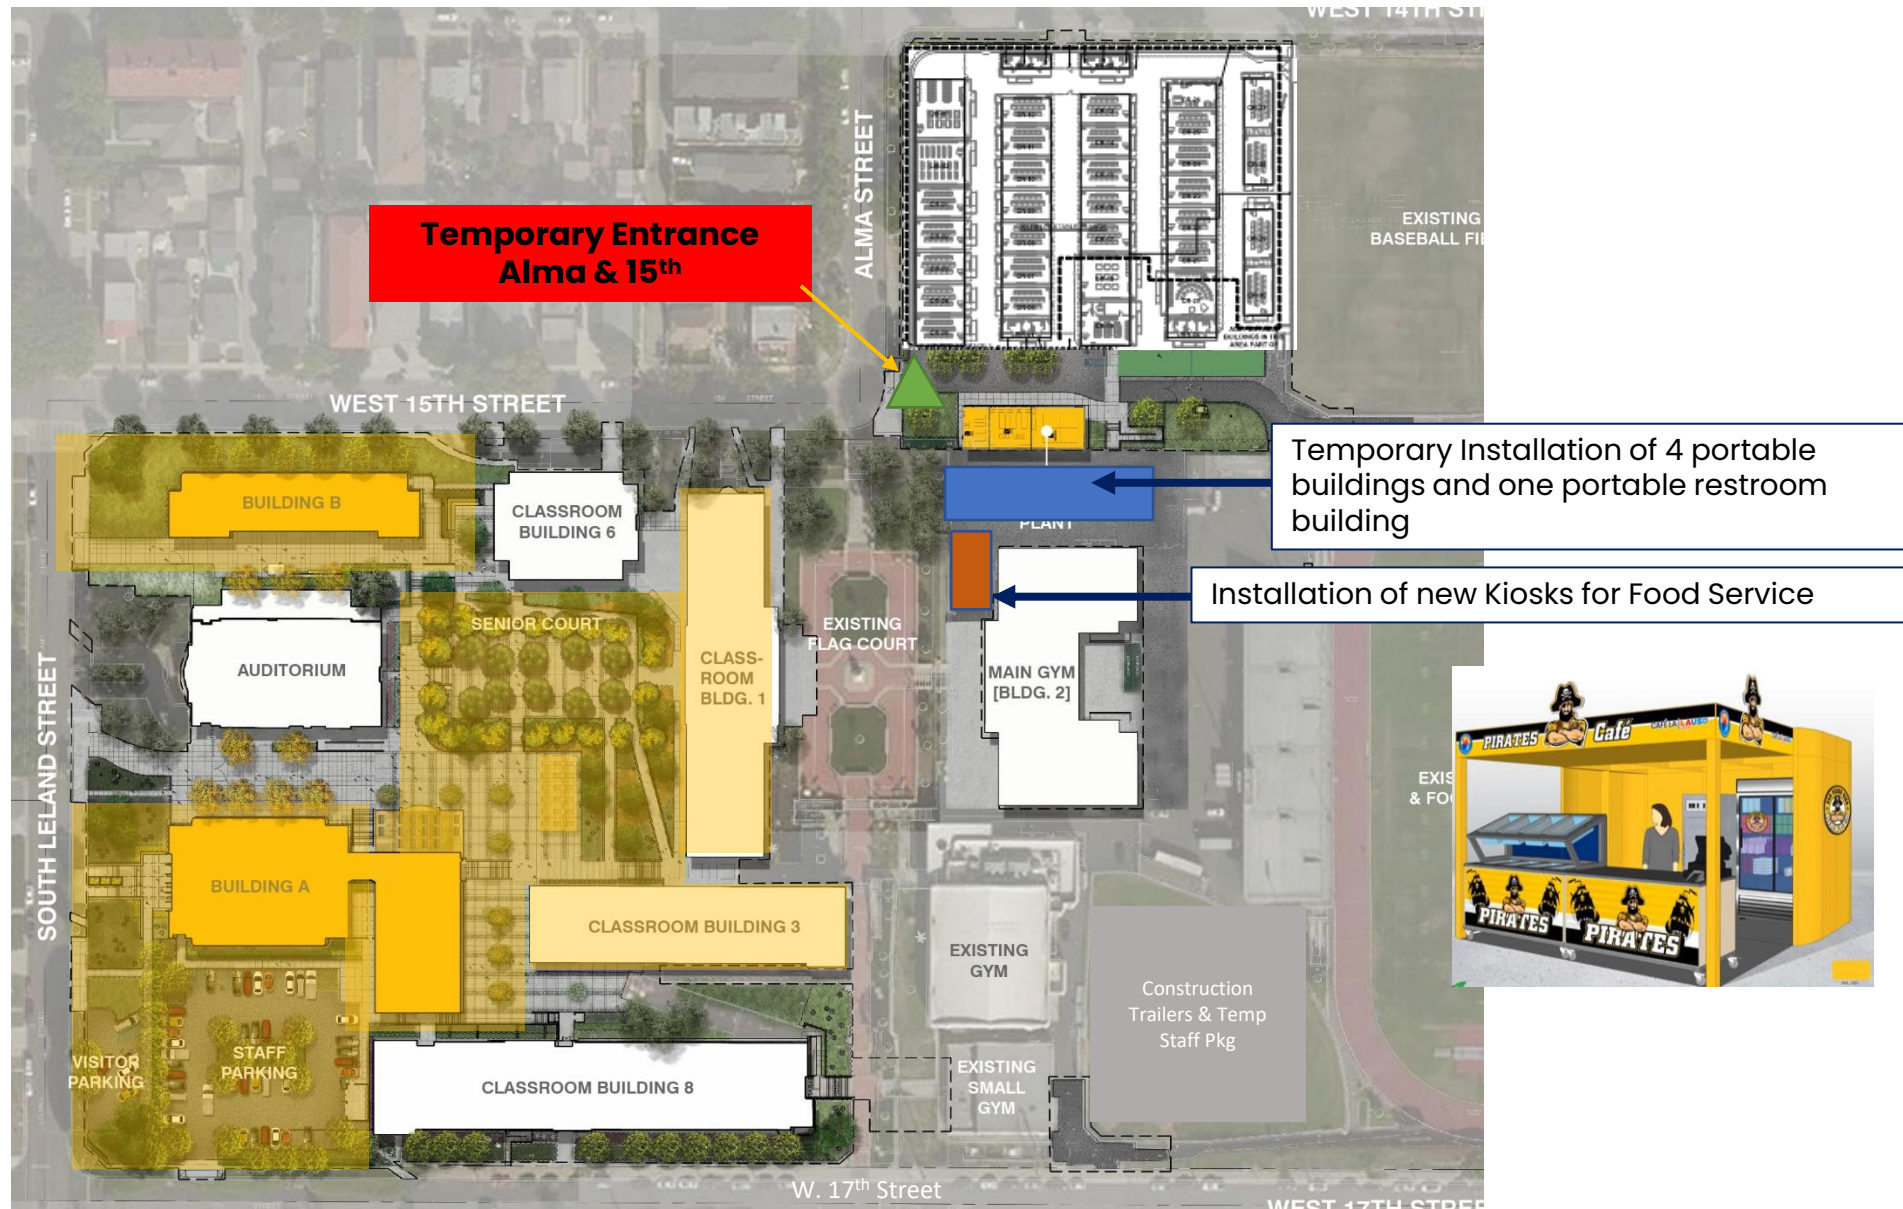 WEST 14TH ST
ALMA STREET
EXISTING
BASEBALL FIE
Temporary Entrance
Alma & 15th
WEST 15TH STREET
Temporary Installation of 4 portable
buildings and one portable restroom
building
PLANT
Installation of new Kiosks for Food Service
BUILDING B
CLASSROOM
BUILDING 6
SENIOR COURT
AUDITORIUM
CLASS-
ROOM
BLDG. 1
EXISTING
FLAG COURT
MAIN GYM
[BLDG. 2]
SOUTH LELAND STREET
EXIS
& FO
PIRATES Café
PIRATES
PIRATES
BUILDING A
CLASSROOM BUILDING 3
EXISTING
GYM
Construction
Trailers & Temp
Staff Pkg
VISITOR
PARKING
STAFF
PARKING
CLASSROOM BUILDING 8
EXISTING
SMALL
GYM
W. 17th Street
WEST 17TH STREE